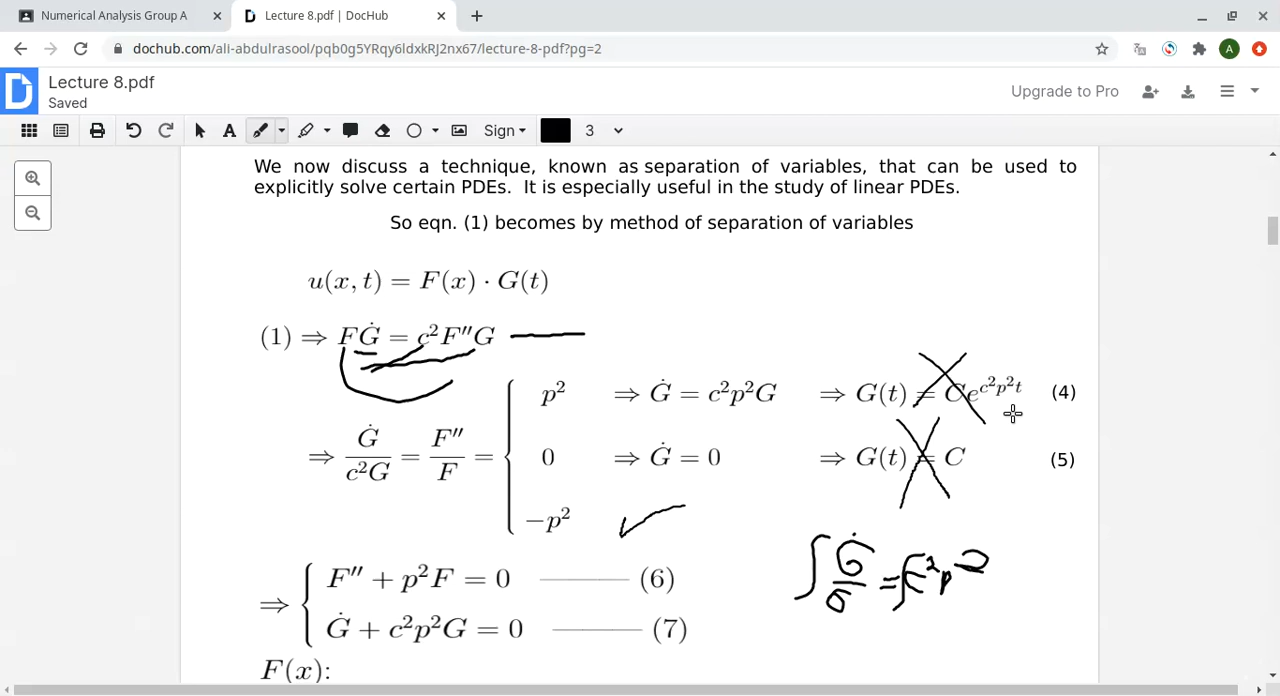 Numerical Analysis Group A
Lecture 8.pdf | DocHub
dochub.com/ali-abdulrasool/pqb0g5YRqy6ldxkRJ2nx67/lecture-8-pdf?pg=2
A
Lecture 8.pdf
Saved
Upgrade to Pro
A
Sign
3
We now discuss a technique, known as separation of variables, that can be used to
explicitly solve certain PDEs. It is especially useful in the study of linear PDEs.
So eqn. (1) becomes by method of separation of variables
u(x, t) = F(x) · G(t)
(1) ⇒ FĠ = c²F″G
p² ⇒ Ġ = c²p²G ⇒ G(t) = Ce^{c²p²t} (4)
⇒ Ġ/c²G = F″/F =
0 ⇒ Ġ = 0 ⇒ G(t) = C (5)
−p²
∫ Ġ/G = ∫c²p²
⇒ F″ + p²F = 0 ——— (6)
Ġ + c²p²G = 0 ——— (7)
F(x):